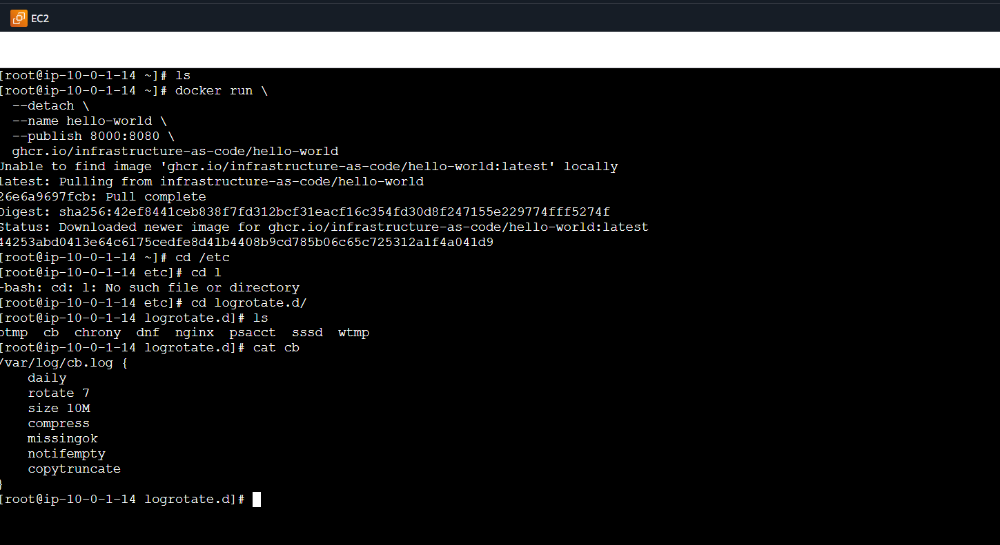 EC2
[root@ip-10-0-1-14 ~]# ls
[root@ip-10-0-1-14 ~]# docker run \
  --detach \
  --name hello-world \
  --publish 8000:8080 \
  ghcr.io/infrastructure-as-code/hello-world
Unable to find image 'ghcr.io/infrastructure-as-code/hello-world:latest' locally
latest: Pulling from infrastructure-as-code/hello-world
26e6a9697fcb: Pull complete
Digest: sha256:42ef8441ceb838f7fd312bcf31eacf16c354fd30d8f247155e229774fff5274f
Status: Downloaded newer image for ghcr.io/infrastructure-as-code/hello-world:latest
44253abd0413e64c6175cedfe8d41b4408b9cd785b06c65c725312a1f4a041d9
[root@ip-10-0-1-14 ~]# cd /etc
[root@ip-10-0-1-14 etc]# cd l
-bash: cd: l: No such file or directory
[root@ip-10-0-1-14 etc]# cd logrotate.d/
[root@ip-10-0-1-14 logrotate.d]# ls
btmp  cb  chrony  dnf  nginx  psacct  sssd  wtmp
[root@ip-10-0-1-14 logrotate.d]# cat cb
/var/log/cb.log {
    daily
    rotate 7
    size 10M
    compress
    missingok
    notifempty
    copytruncate
}
[root@ip-10-0-1-14 logrotate.d]#